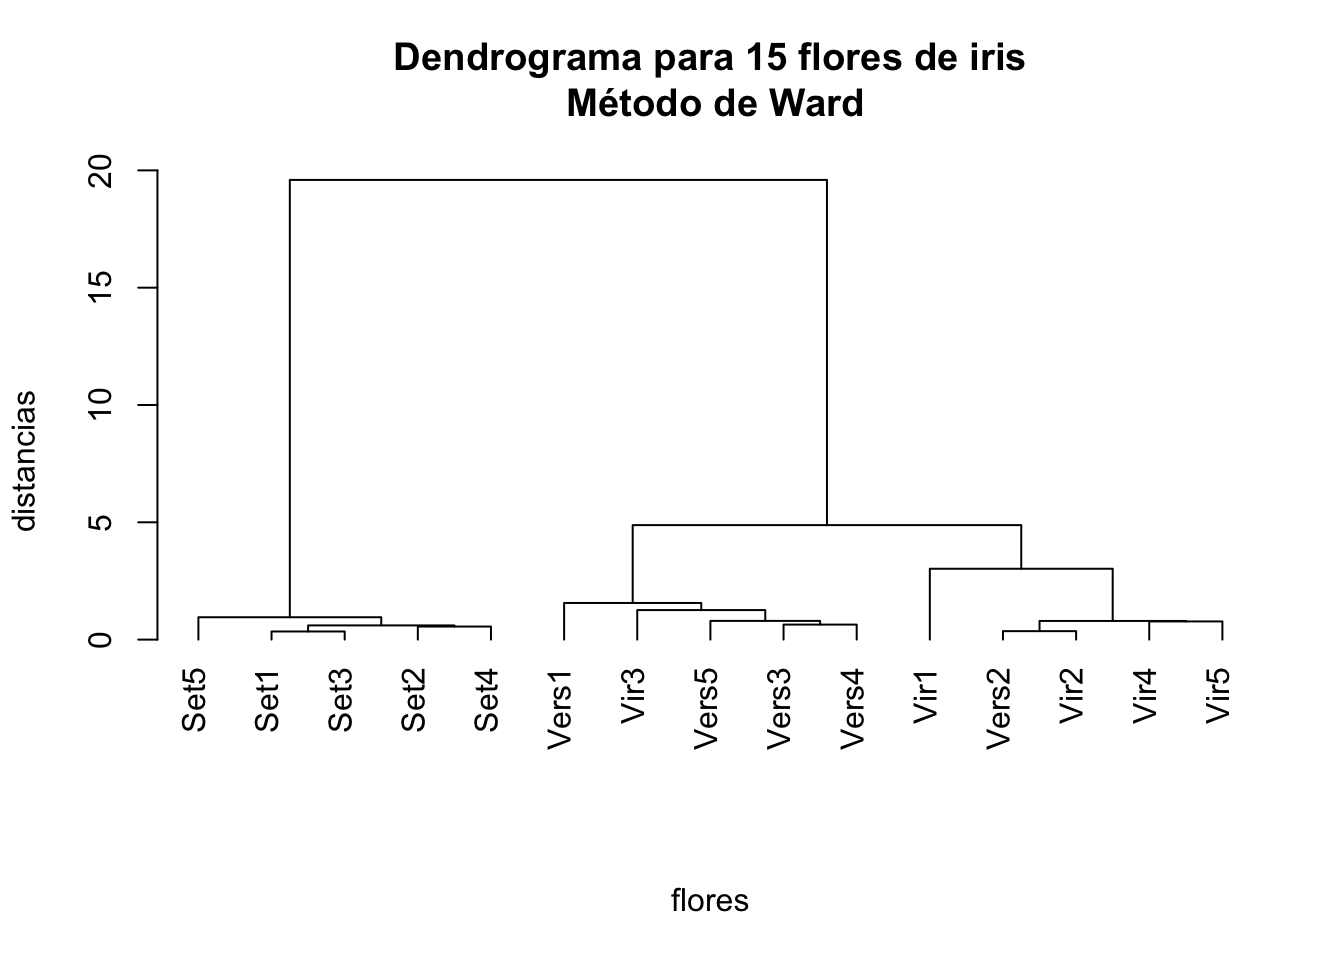 Dendrograma para 15 flores de iris
Método de Ward
20
15
10
5
0
distancias
Set5
Set1
Set3
Set2
Set4
Vers1
Vir3
Vers5
Vers3
Vers4
Vir1
Vers2
Vir2
Vir4
Vir5
flores